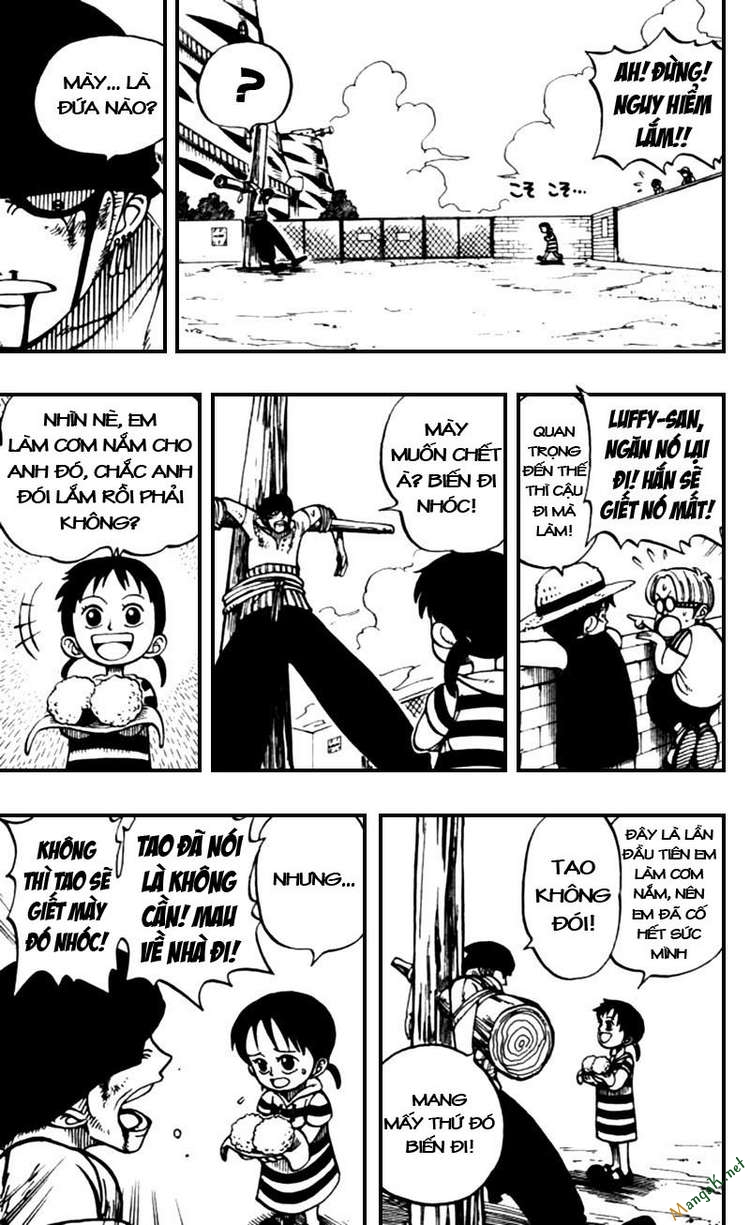 AH! ĐỪNG!
NGUY HIỂM
LẮM!!
?
こそ こそ...
MÀY... LÀ
ĐỨA NÀO?
LUFFY-SAN,
NGĂN NÓ LẠI
ĐI! HẮN SẼ
GIẾT NÓ MẤT!
QUAN
TRỌNG
ĐẾN THẾ
THÌ CẬU
ĐI MÀ
LÀM!
MÀY
MUỐN CHẾT
À? BIẾN ĐI
NHÓC!
NHÌN NÈ, EM
LÀM CƠM NẮM CHO
ANH ĐÓ, CHẮC ANH
ĐÓI LẮM RỒI PHẢI
KHÔNG?
ĐÂY LÀ LẦN
ĐẦU TIÊN EM
LÀM CƠM
NẮM, NÊN
EM ĐÃ CỐ
HẾT SỨC
MÌNH
TAO
KHÔNG
ĐÓI!
MANG
MẤY THỨ ĐÓ
BIẾN ĐI!
NHƯNG...
TAO ĐÃ NÓI
LÀ KHÔNG
CẦN! MAU
VỀ NHÀ ĐI!
KHÔNG
THÌ TAO SẼ
GIẾT MÀY
ĐÓ NHÓC!
MangaK.net